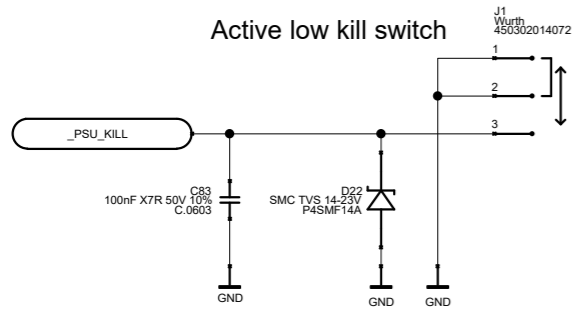 Active low kill switch
J1
Wurth
450302014072
1
2
3
_PSU_KILL
C83
100nF X7R 50V 10%
C.0603
D22
SMC TVS 14-23V
P4SMF14A
GND
GND
GND